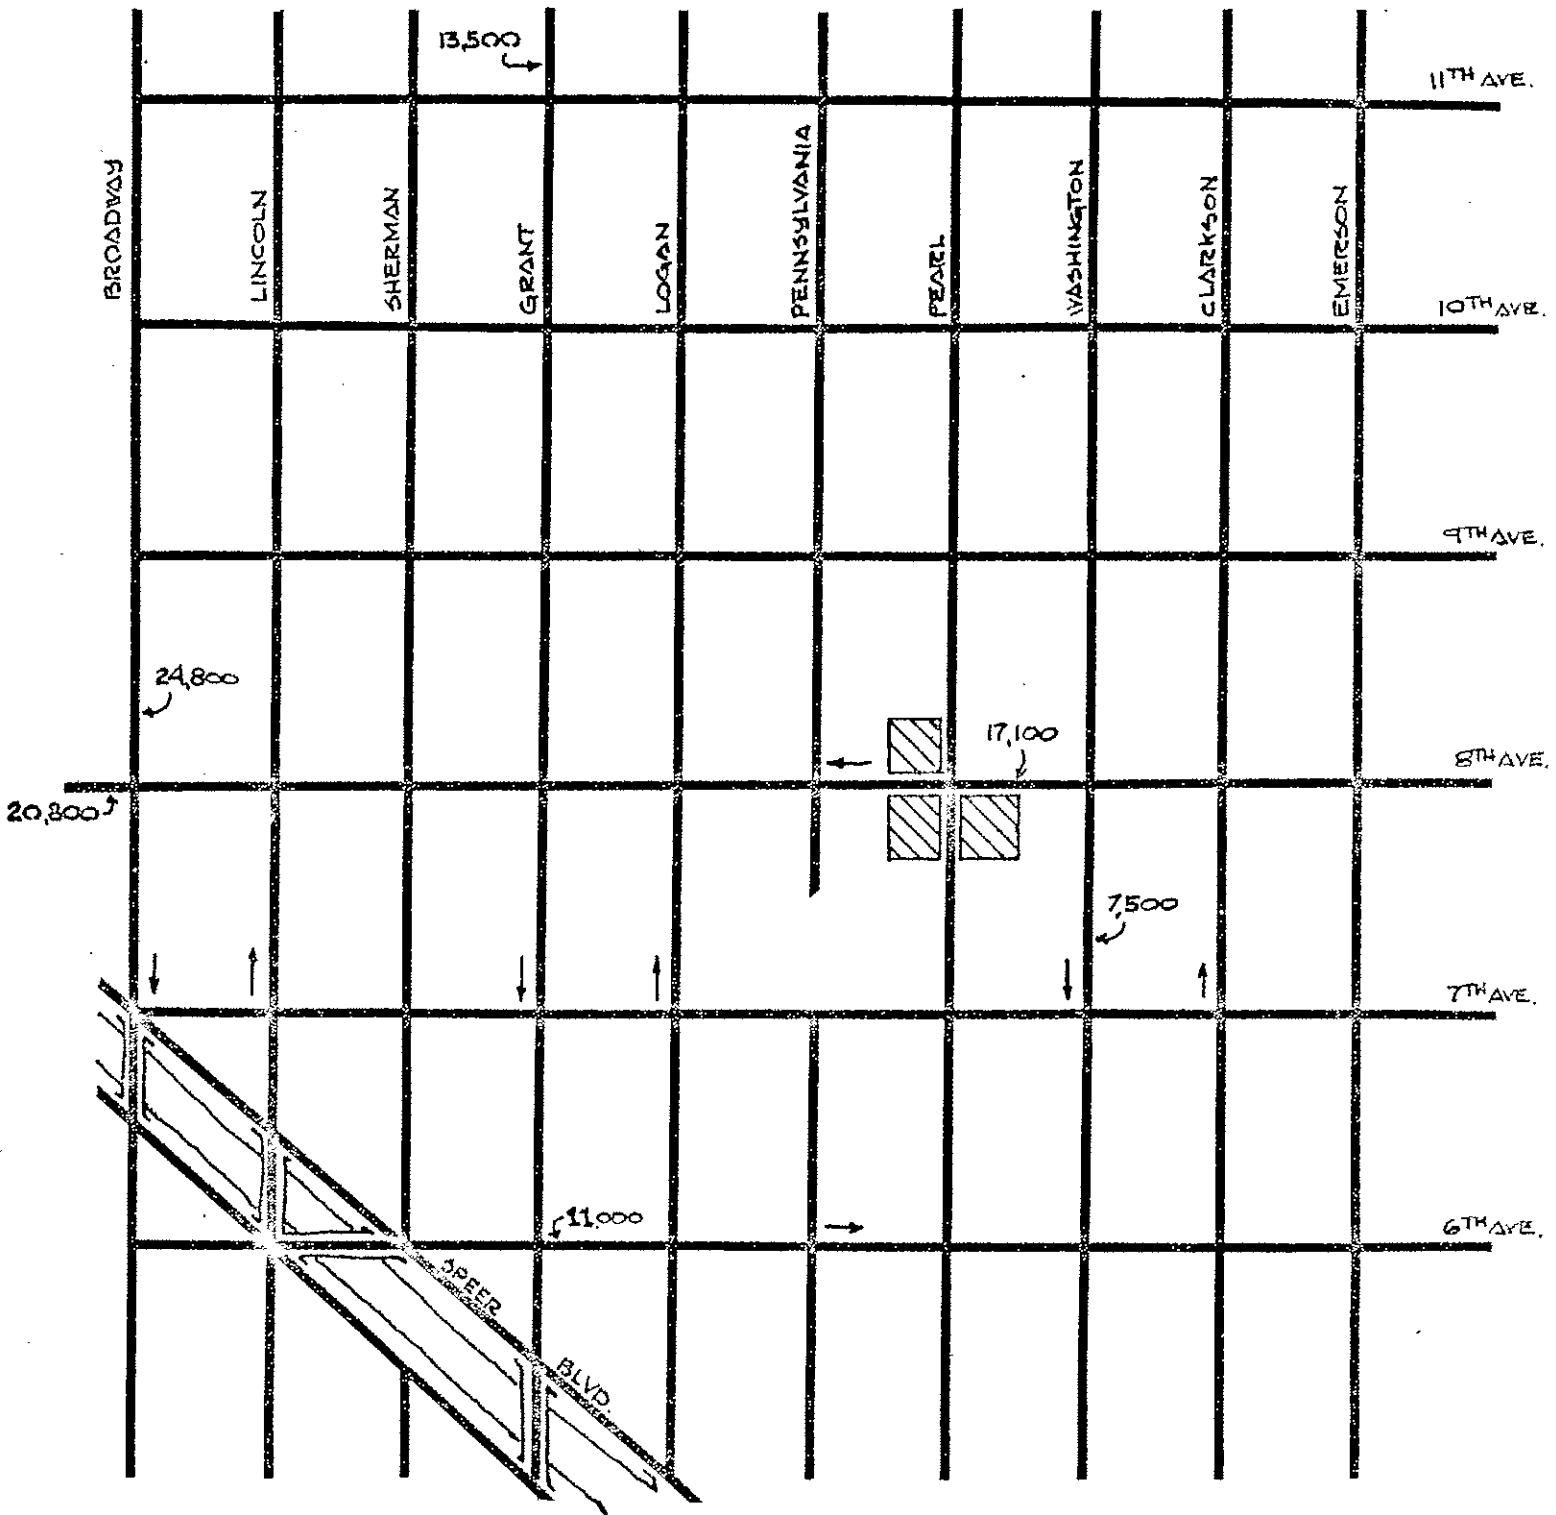 13,500
11TH AVE.
BROADWAY
LINCOLN
SHERMAN
GRANT
LOGAN
PENNSYLVANIA
PEARL
WASHINGTON
CLARKSON
EMERSON
10TH AVE.
9TH AVE.
24,800
17,100
8TH AVE.
20,800
7,500
7TH AVE.
11,000
6TH AVE.
SPEER BLVD.